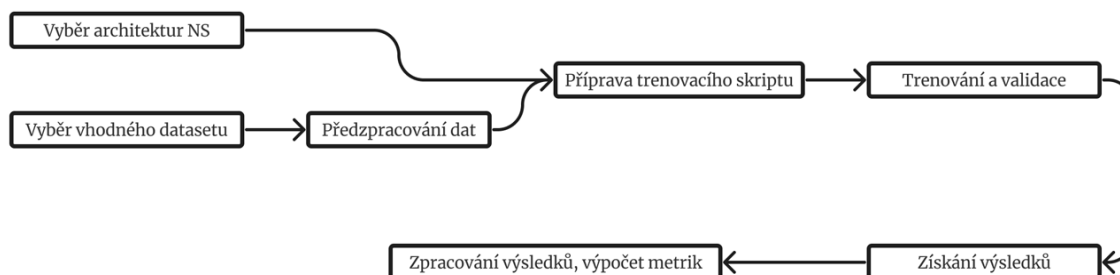 Vyběr architektur NS
Příprava trenovacího skriptu
Trenování a validace
Vyběr vhodného datasetu
Předzpracování dat
Zpracování výsledků, výpočet metrik
Získání výsledků